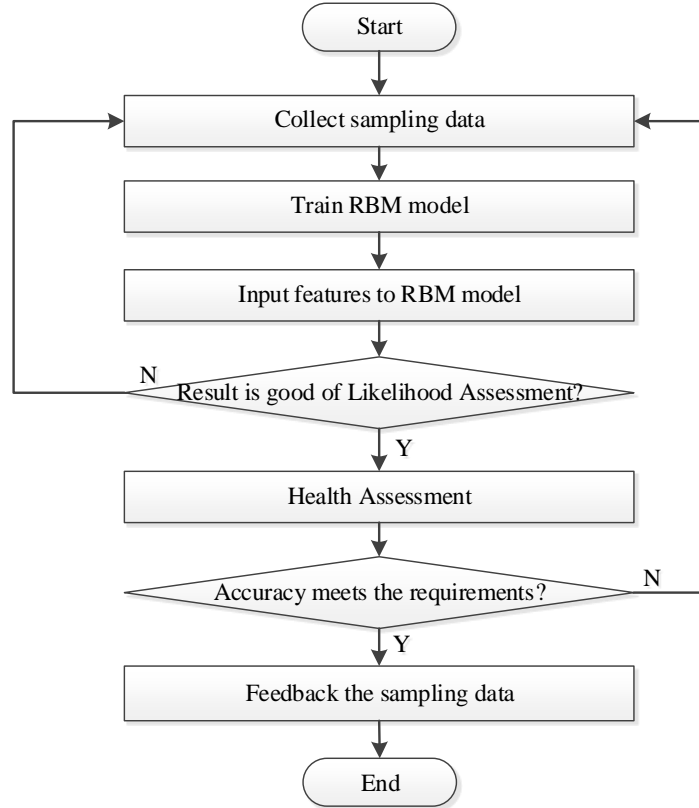 Start
Collect sampling data
Train RBM model
Input features to RBM model
N
Result is good of Likelihood Assessment?
Y
Health Assessment
Accuracy meets the requirements?
N
Y
Feedback the sampling data
End